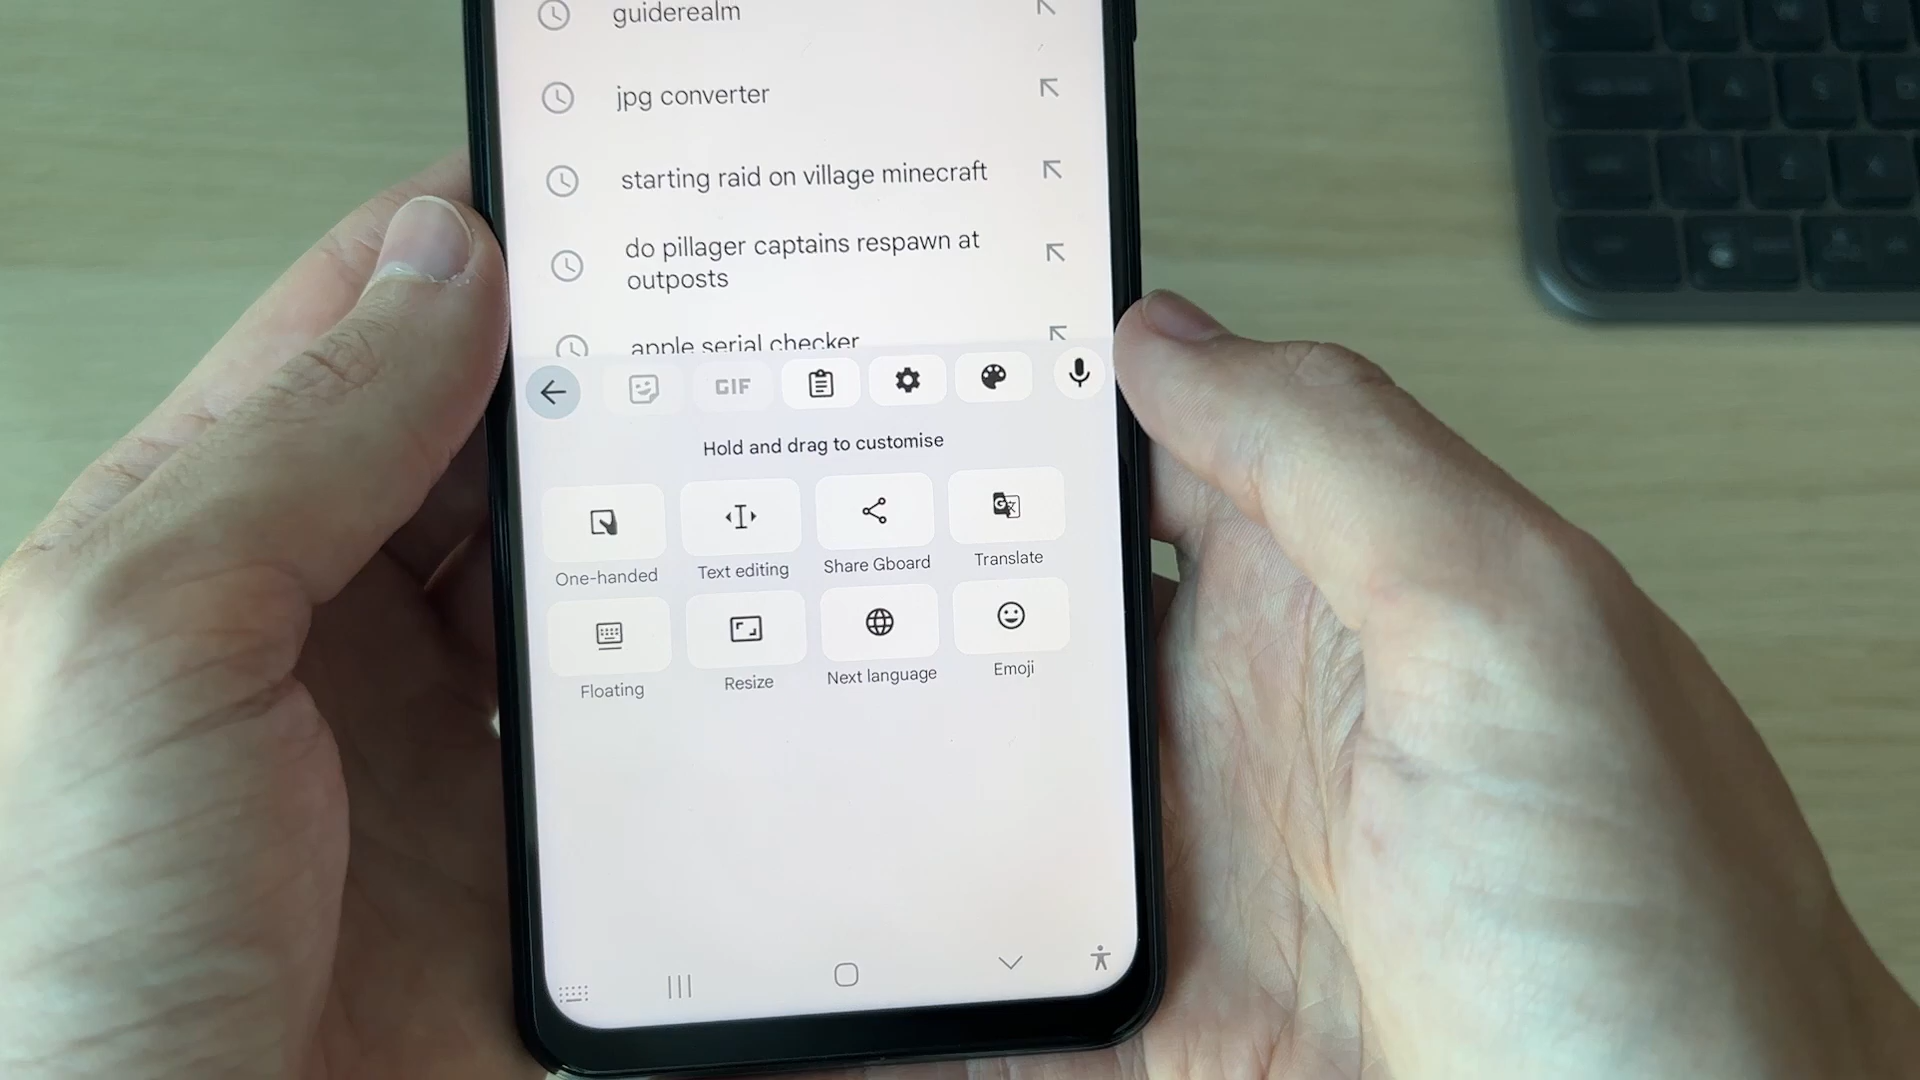 guiderealm
jpg converter
starting raid on village minecraft
do pillager captains respawn at
outposts
apple serial checker
GIF
Hold and drag to customise
One-handed
Text editing
Share Gboard
Translate
Floating
Resize
Next language
Emoji